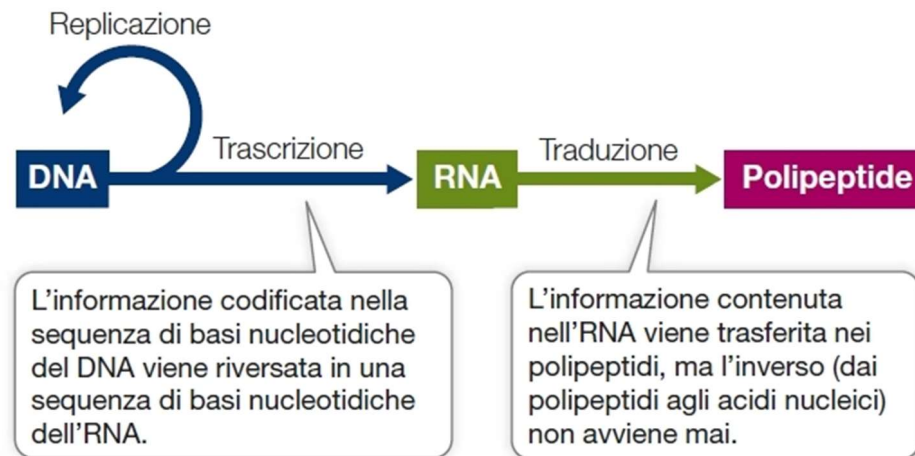 Replicazione
Trascrizione
Traduzione
DNA
RNA
Polipeptide
L’informazione codificata nella
sequenza di basi nucleotidiche
del DNA viene riversata in una
sequenza di basi nucleotidiche
dell’RNA.
L’informazione contenuta
nell’RNA viene trasferita nei
polipeptidi, ma l’inverso (dai
polipeptidi agli acidi nucleici)
non avviene mai.